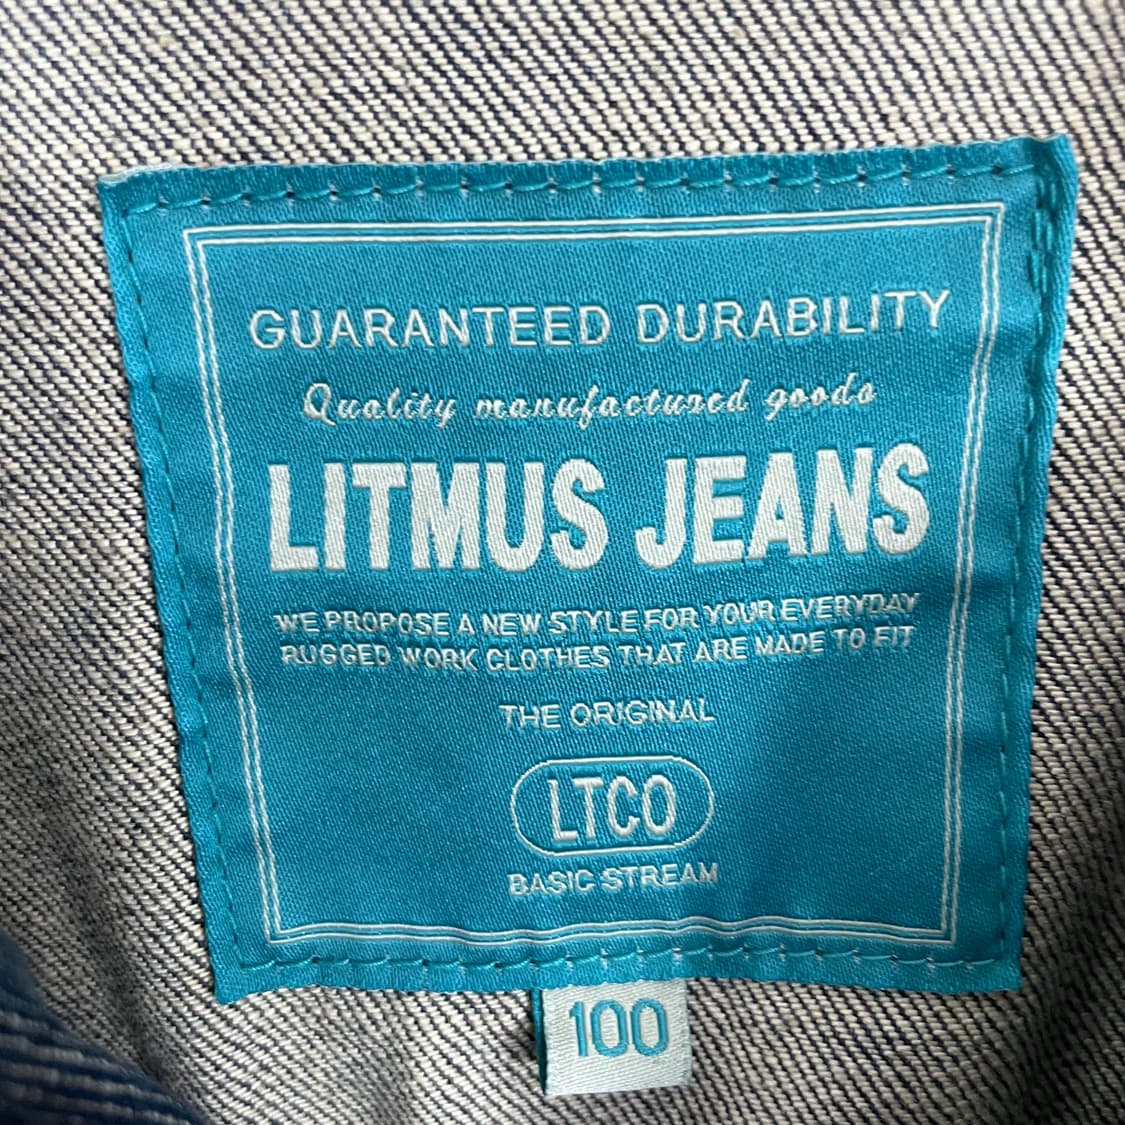 GUARANTEED DURABILITY
Quality manufactured goods
LITMUS JEANS
WE PROPOSE A NEW STYLE FOR YOUR EVERYDAY
RUGGED WORK CLOTHES THAT ARE MADE TO FIT
THE ORIGINAL
LTCO
BASIC STREAM
100